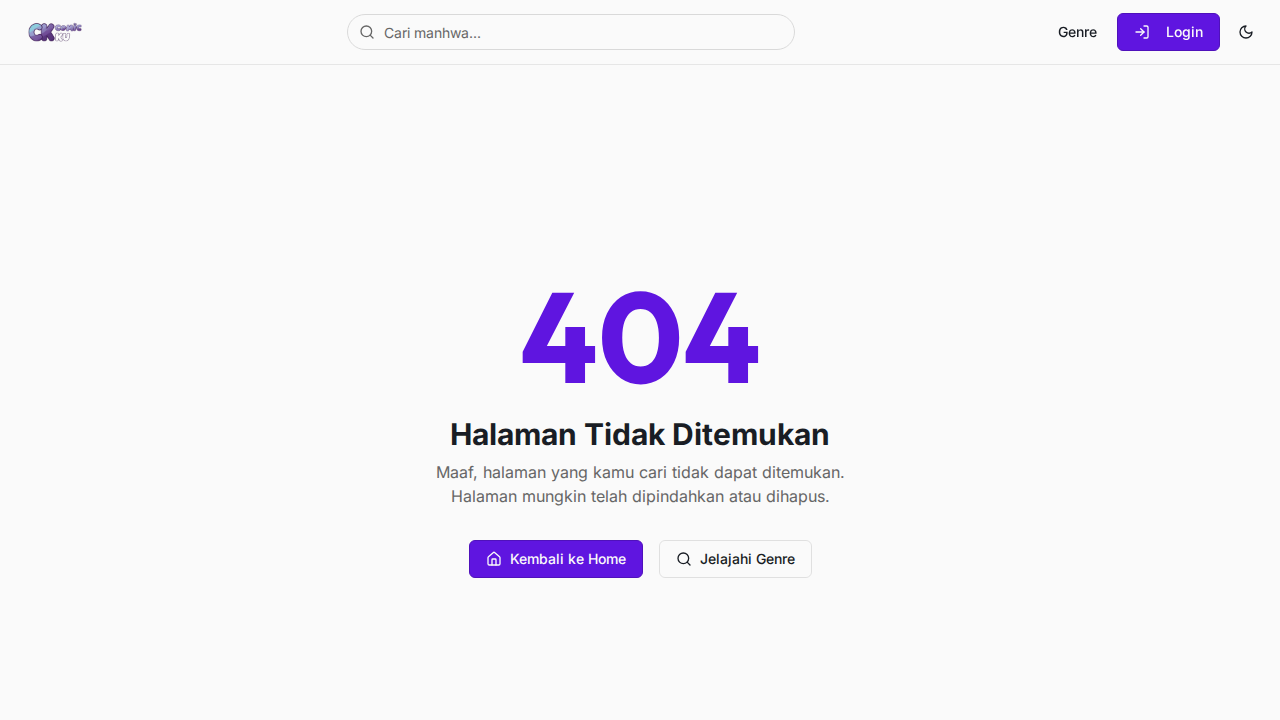 CK Comic
KU
Cari manhwa...
Genre
Login
404
Halaman Tidak Ditemukan
Maaf, halaman yang kamu cari tidak dapat ditemukan.
Halaman mungkin telah dipindahkan atau dihapus.
Kembali ke Home
Jelajahi Genre